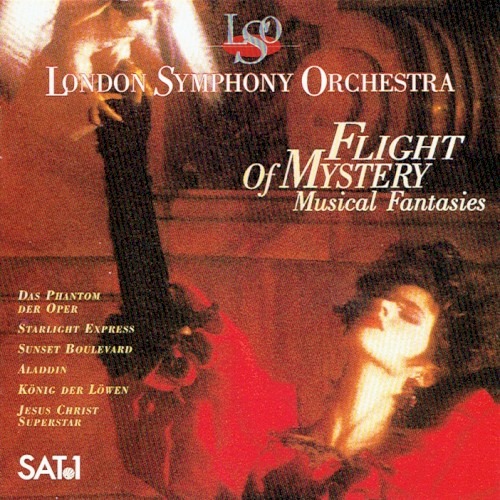 LSO
LONDON SYMPHONY ORCHESTRA
FLIGHT
OF MYSTERY
Musical Fantasies
DAS PHANTOM
DER OPER
STARLIGHT EXPRESS
SUNSET BOULEVARD
ALADDIN
KÖNIG DER LÖWEN
JESUS CHRIST
SUPERSTAR
SAT.1